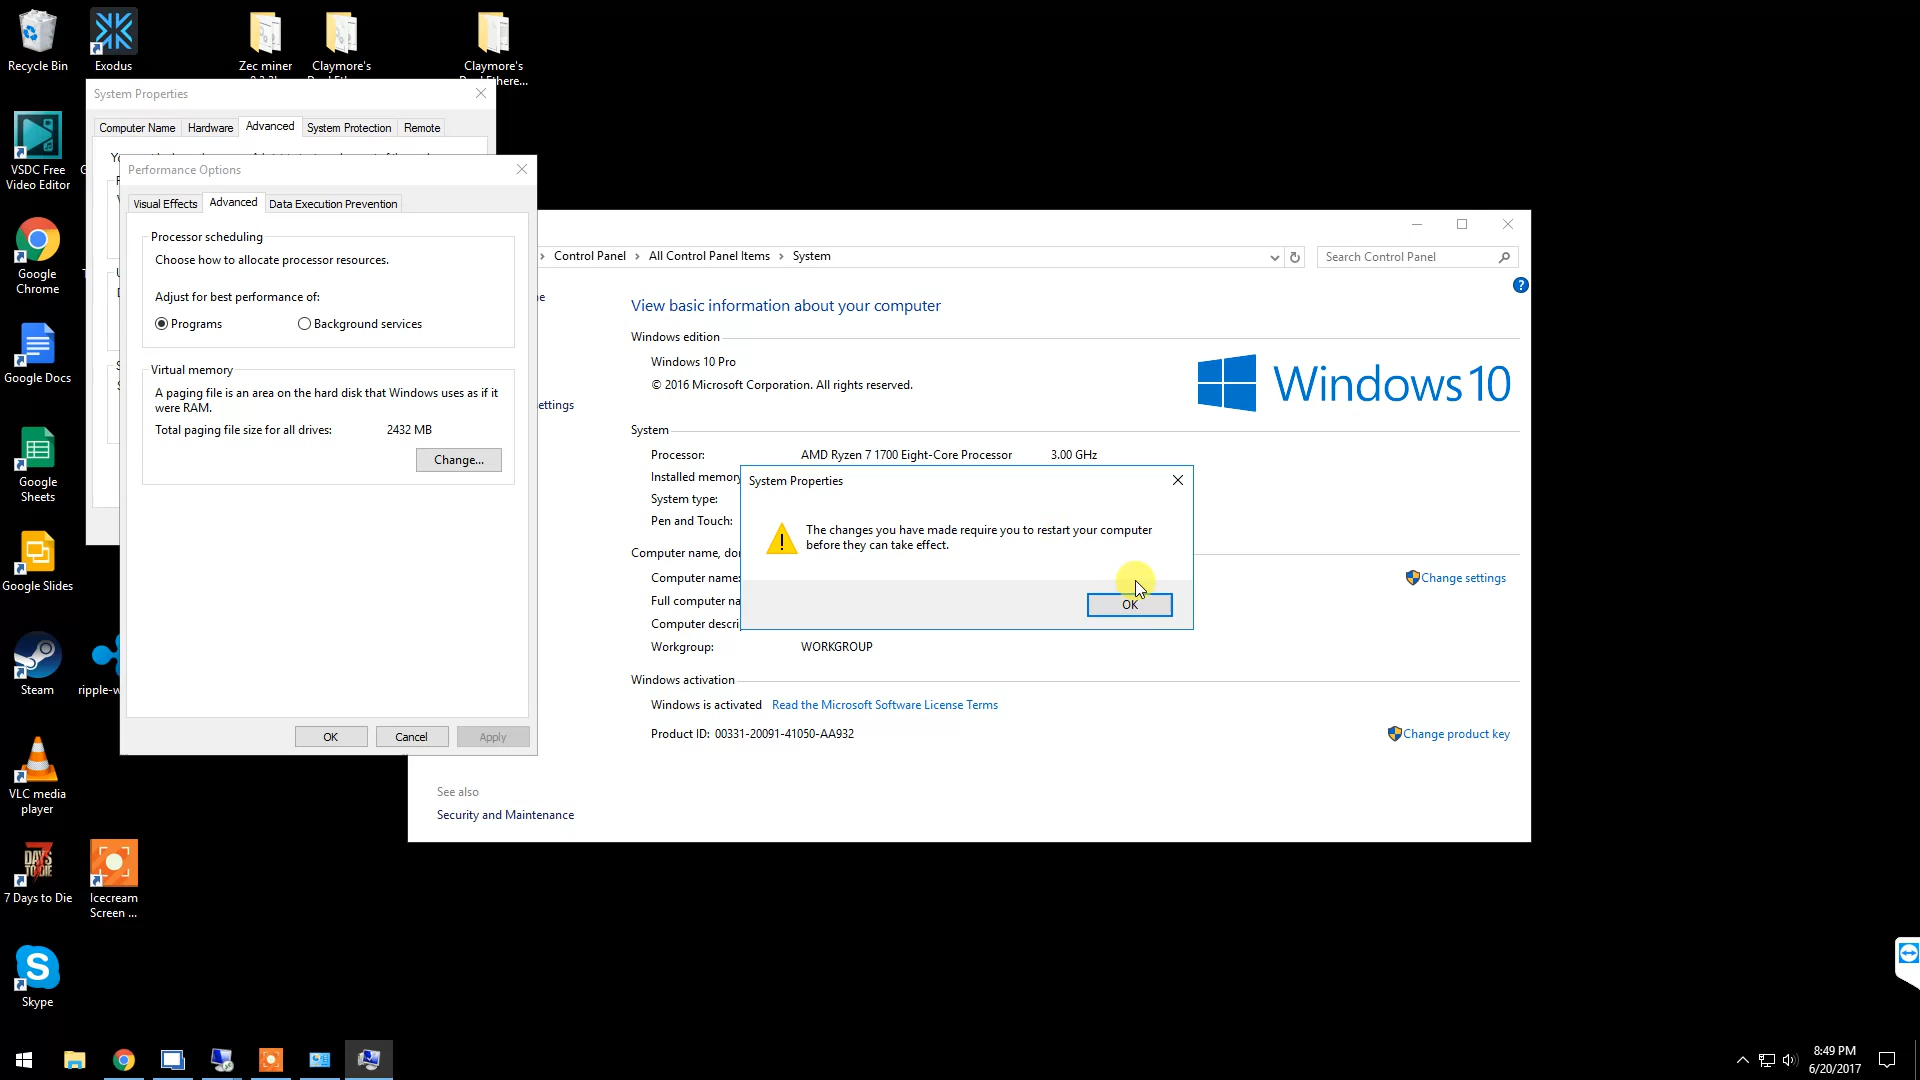 Recycle Bin
Exodus
Zec miner
Claymore's
Claymore's
System Properties
Computer Name
Hardware
Advanced
System Protection
Remote
Performance Options
Visual Effects
Advanced
Data Execution Prevention
Processor scheduling
Choose how to allocate processor resources.
Adjust for best performance of:
Programs
Background services
Virtual memory
A paging file is an area on the hard disk that Windows uses as if it
were RAM.
Total paging file size for all drives: 2432 MB
Change...
OK
Cancel
Apply
Control Panel › All Control Panel Items › System
Search Control Panel
ettings
View basic information about your computer
Windows edition
Windows 10 Pro
© 2016 Microsoft Corporation. All rights reserved.
Windows 10
System
Processor: AMD Ryzen 7 1700 Eight-Core Processor 3.00 GHz
Installed memory
System type:
Pen and Touch:
Computer name, do
Computer name:
Full computer na
Computer descri
Workgroup: WORKGROUP
Change settings
System Properties
The changes you have made require you to restart your computer
before they can take effect.
OK
Windows activation
Windows is activated Read the Microsoft Software License Terms
Product ID: 00331-20091-41050-AA932
Change product key
See also
Security and Maintenance
VSDC Free
Video Editor
Google
Chrome
Google Docs
Google
Sheets
Google Slides
Steam
ripple-w
VLC media
player
7 DAYS TO DIE
7 Days to Die
Icecream
Screen ...
Skype
8:49 PM
6/20/2017